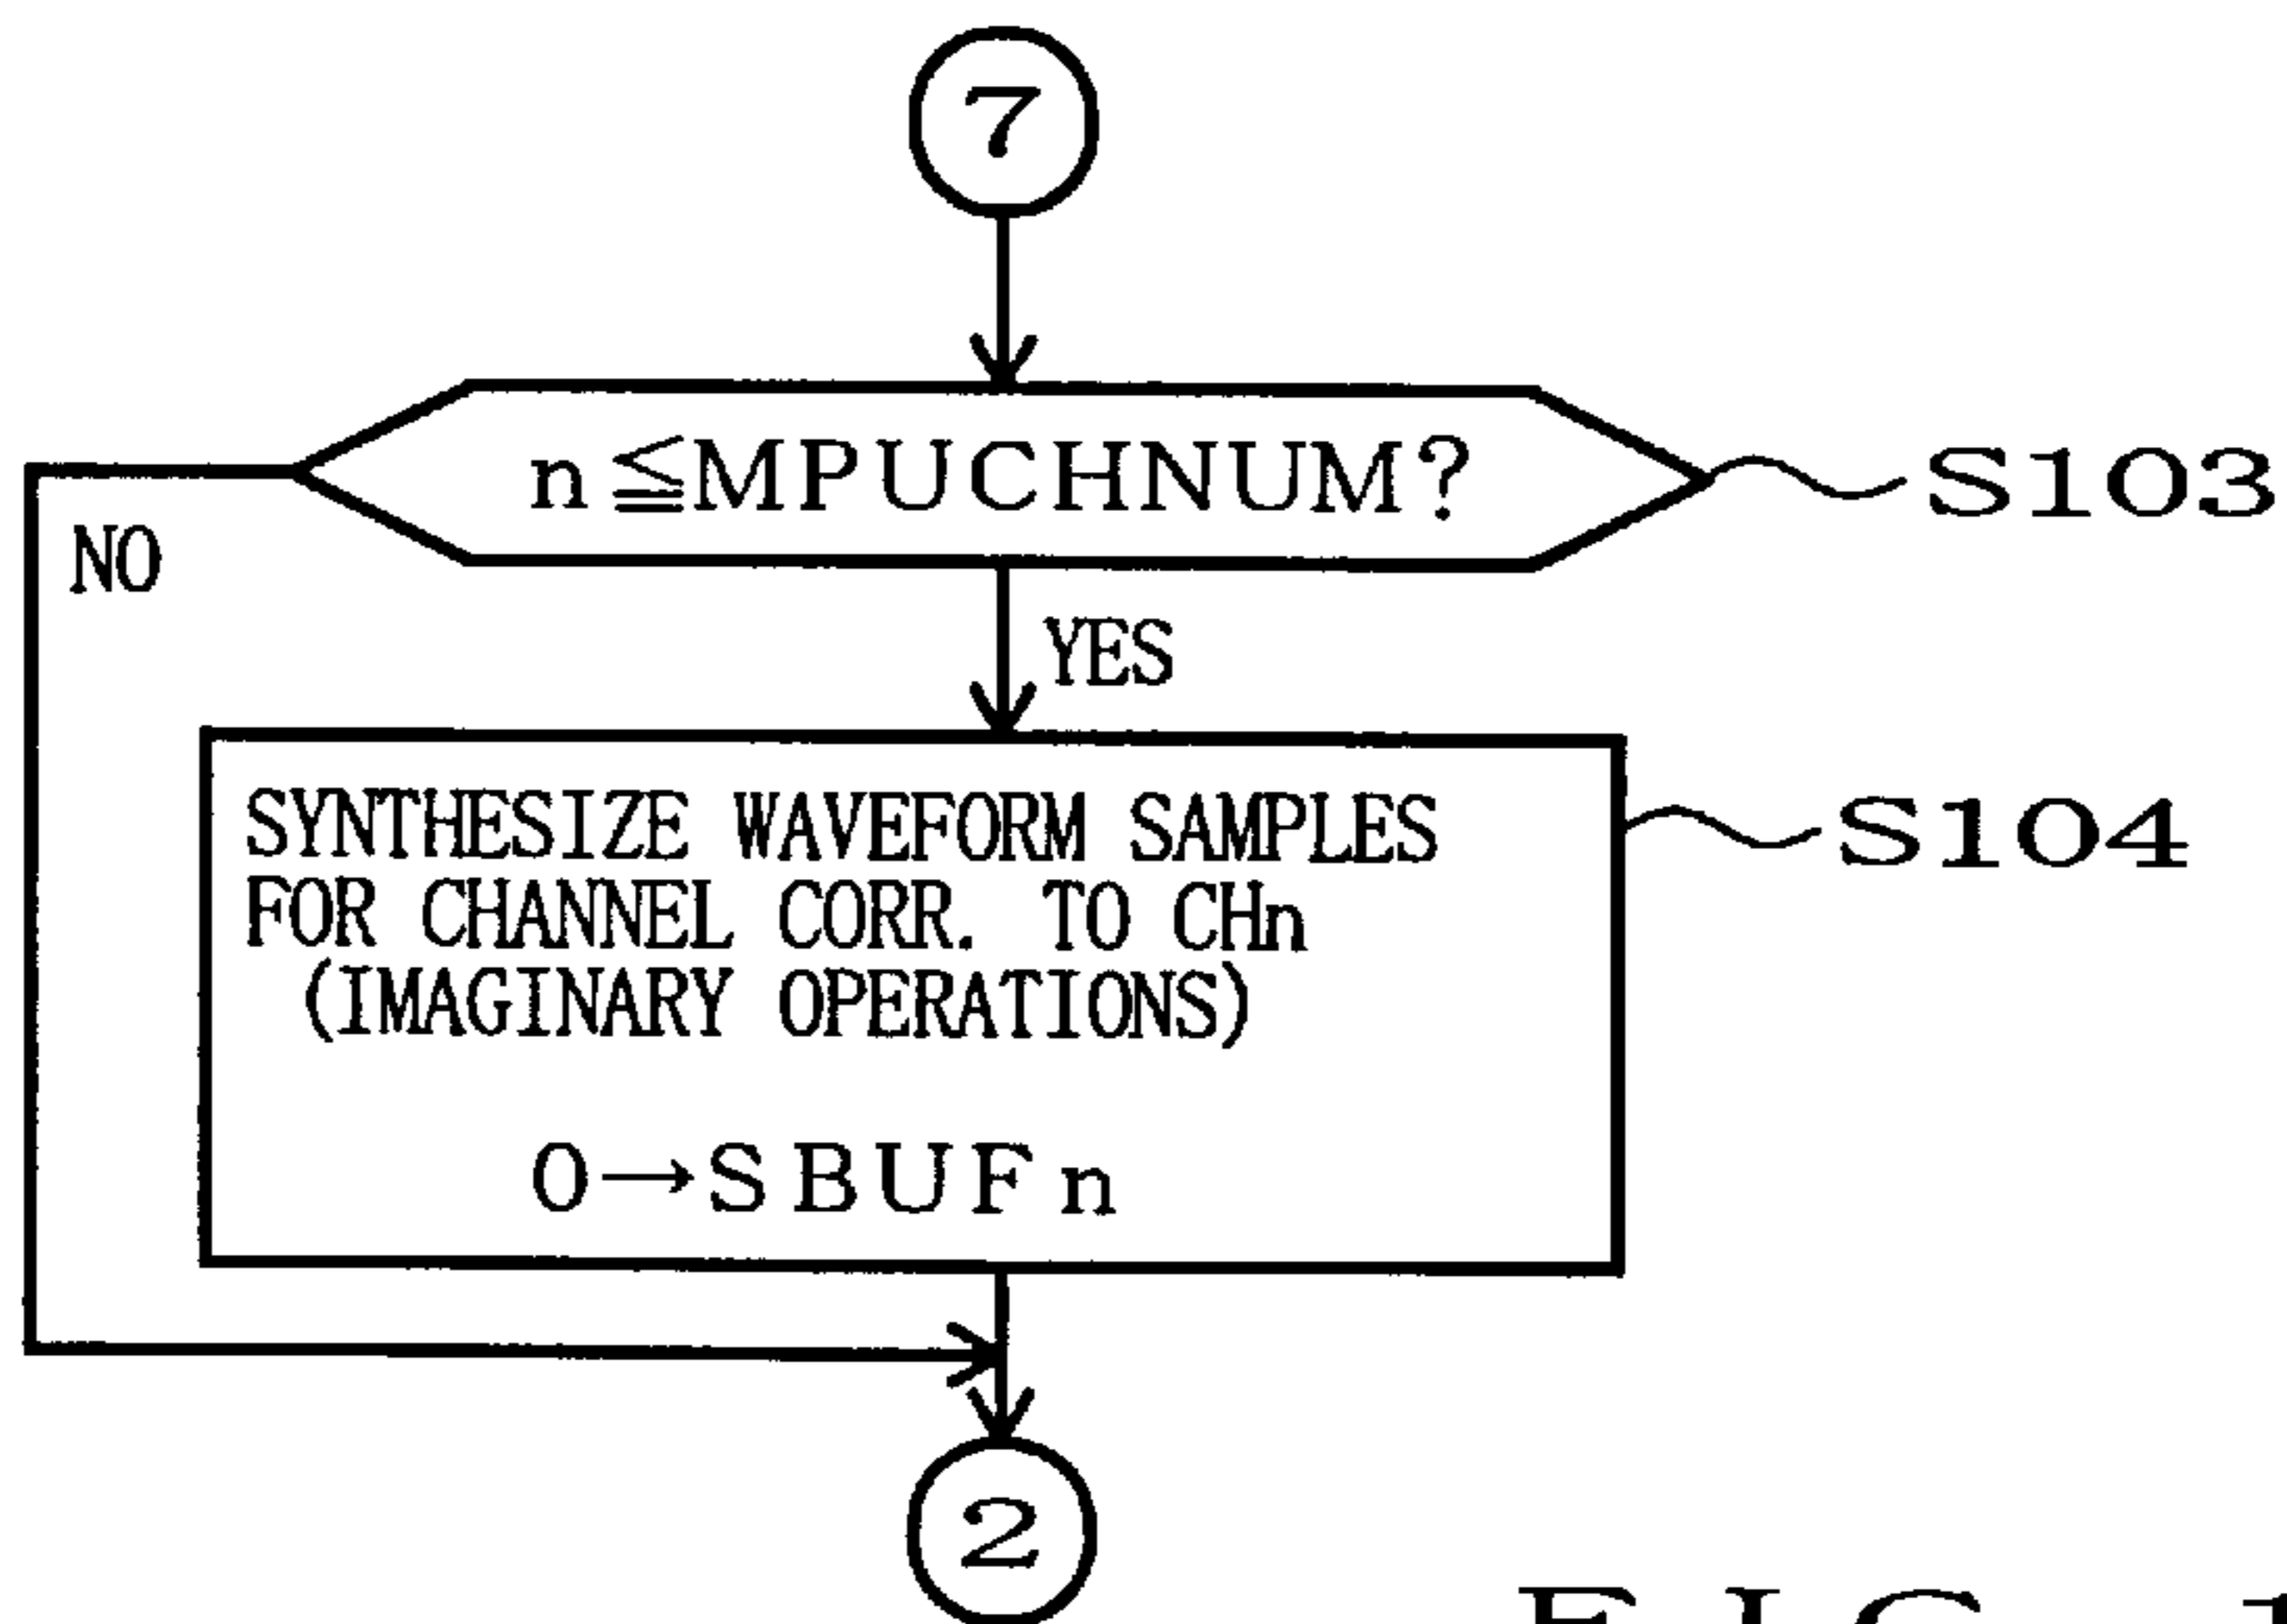 7
n≦MPUCHNUM?
S103
NO
YES
SYNTHESIZE WAVEFORM SAMPLES
FOR CHANNEL CORR. TO CHn
(IMAGINARY OPERATIONS)
S104
0→SBUFn
2